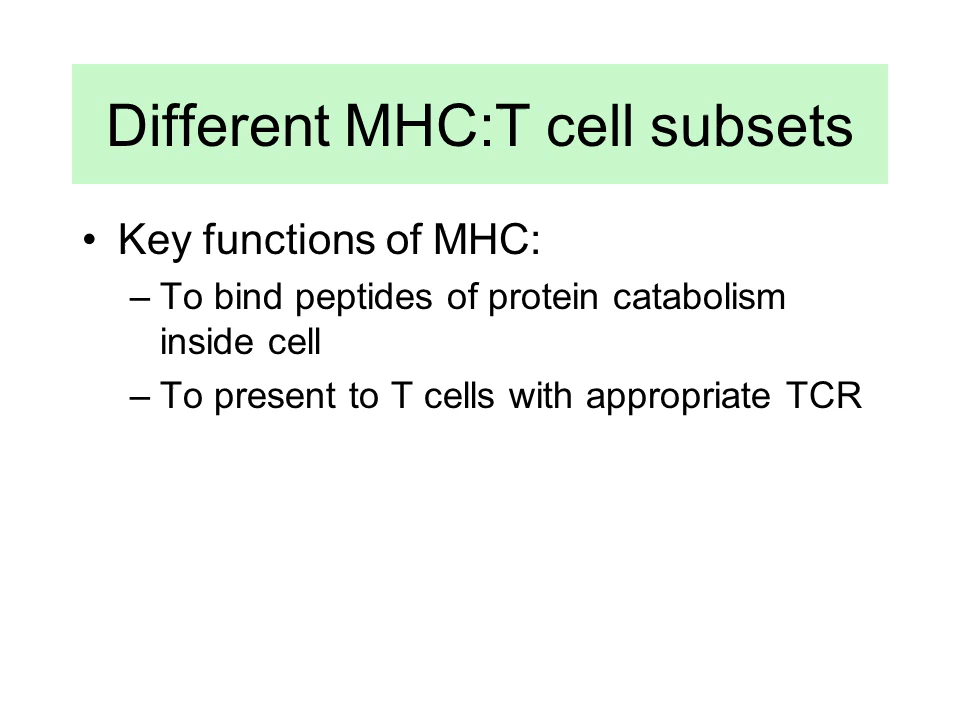 Different MHC:T cell subsets
• Key functions of MHC:
– To bind peptides of protein catabolism
inside cell
– To present to T cells with appropriate TCR